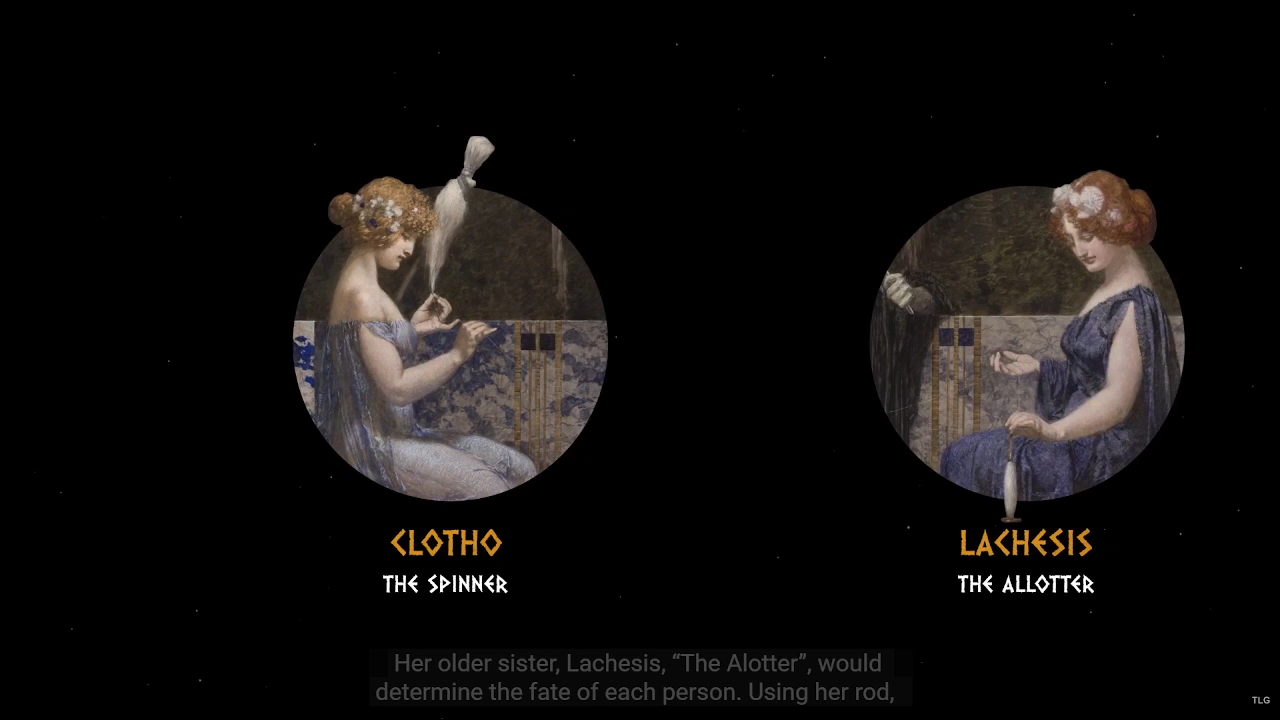 CLOTHO
THE SPINNER
LACHESIS
THE ALLOTTER
Her older sister, Lachesis, “The Alotter”, would
determine the fate of each person. Using her rod,
TLG